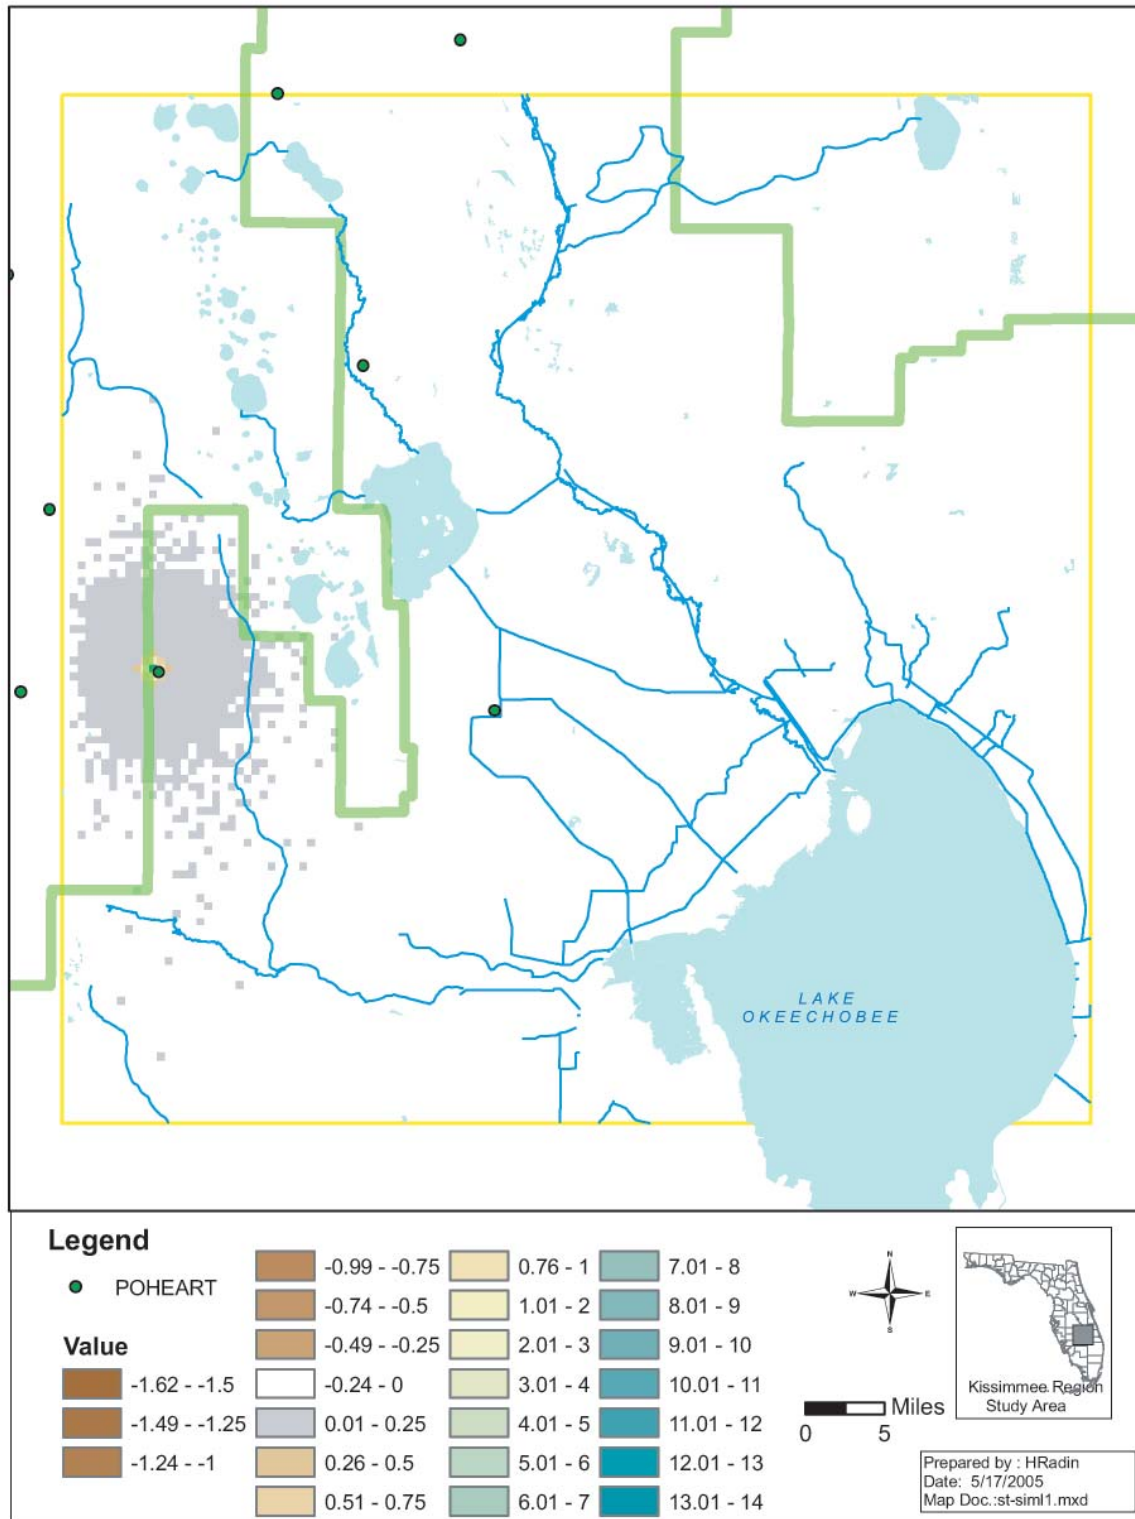 LAKE
OKEECHOBEE
Legend
POHEART
Value
-1.62 - -1.5
-1.49 - -1.25
-1.24 - -1
-0.99 - -0.75
-0.74 - -0.5
-0.49 - -0.25
-0.24 - 0
0.01 - 0.25
0.26 - 0.5
0.51 - 0.75
0.76 - 1
1.01 - 2
2.01 - 3
3.01 - 4
4.01 - 5
5.01 - 6
6.01 - 7
7.01 - 8
8.01 - 9
9.01 - 10
10.01 - 11
11.01 - 12
12.01 - 13
13.01 - 14
N
W E
S
Miles
0 5
Kissimmee Region
Study Area
Prepared by : HRadin
Date: 5/17/2005
Map Doc.:st-siml1.mxd